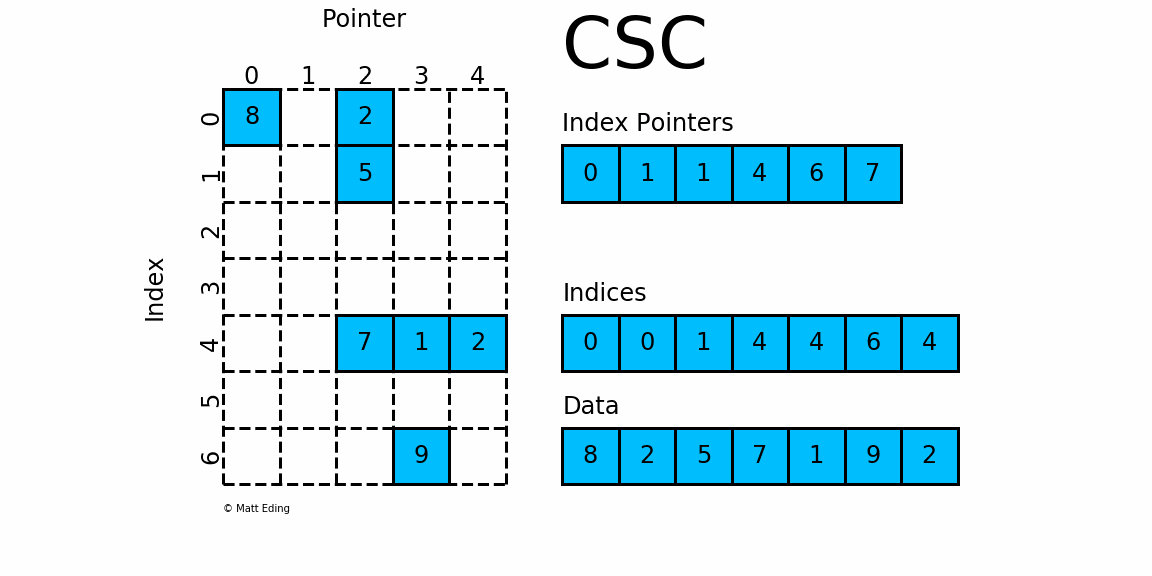 Pointer
CSC
0 1 2 3 4
0 8 2
Index Pointers
1 5
0 1 1 4 6 7
2
Index
3
Indices
4 7 1 2
0 0 1 4 4 6 4
5
Data
6 9
8 2 5 7 1 9 2
© Matt Eding